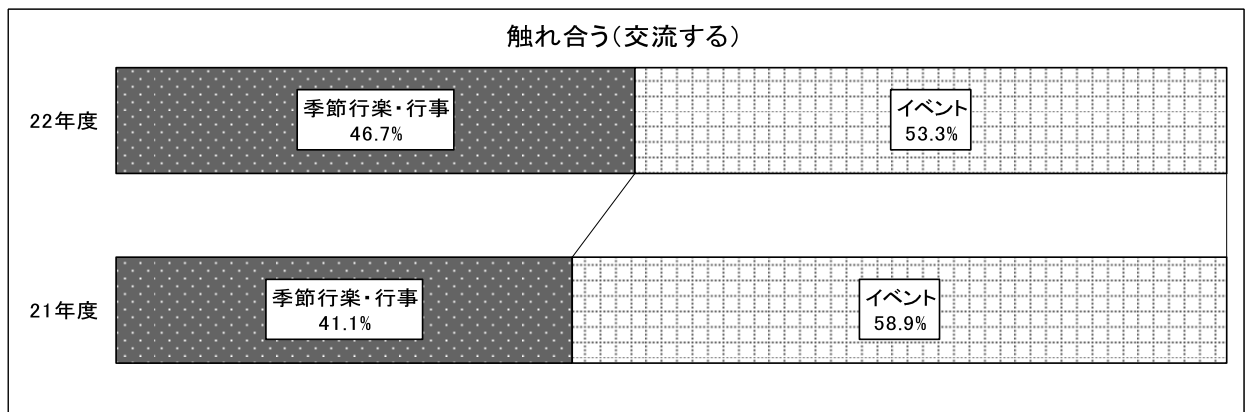 触れ合う(交流する)
22年度
季節行楽・行事
46.7%
イベント
53.3%
21年度
季節行楽・行事
41.1%
イベント
58.9%